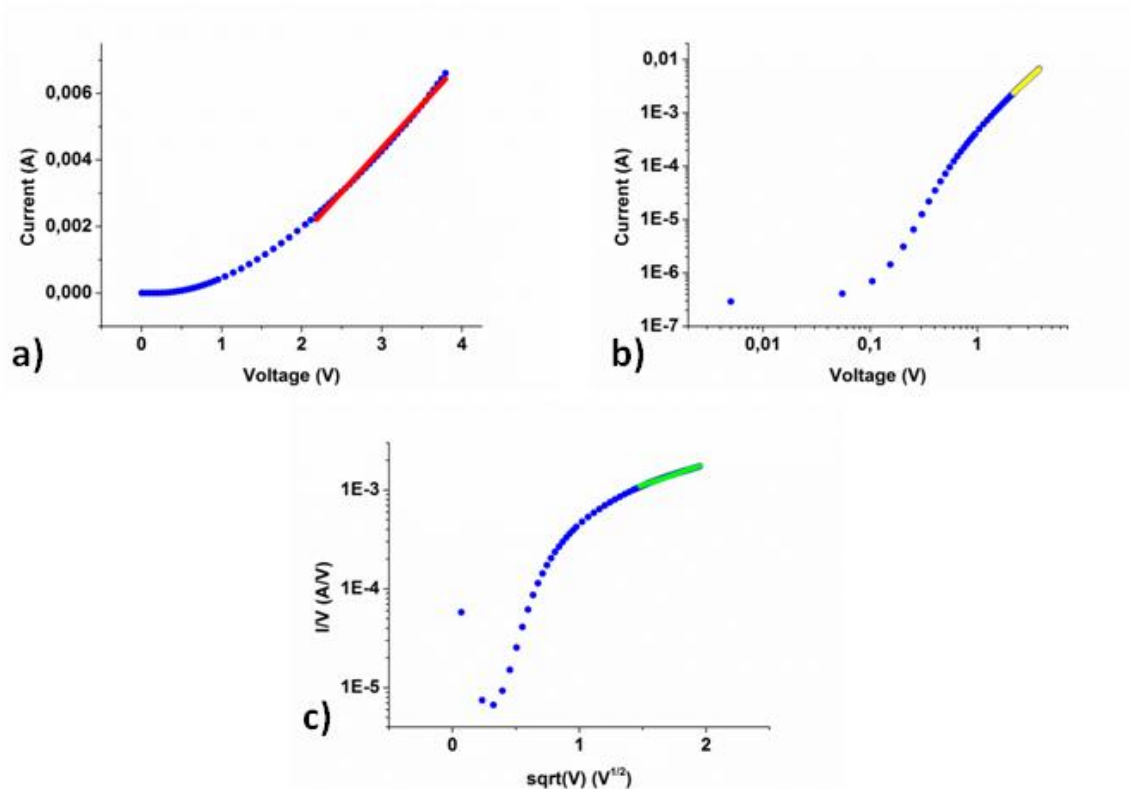 0,006
0,004
0,002
0,000
Current (A)
0 1 2 3 4
Voltage (V)
a)
0,01
1E-3
1E-4
1E-5
1E-6
1E-7
Current (A)
0,01 0,1 1
Voltage (V)
b)
1E-3
1E-4
1E-5
I/V (A/V)
0 1 2
sqrt(V) (V^1/2)
c)